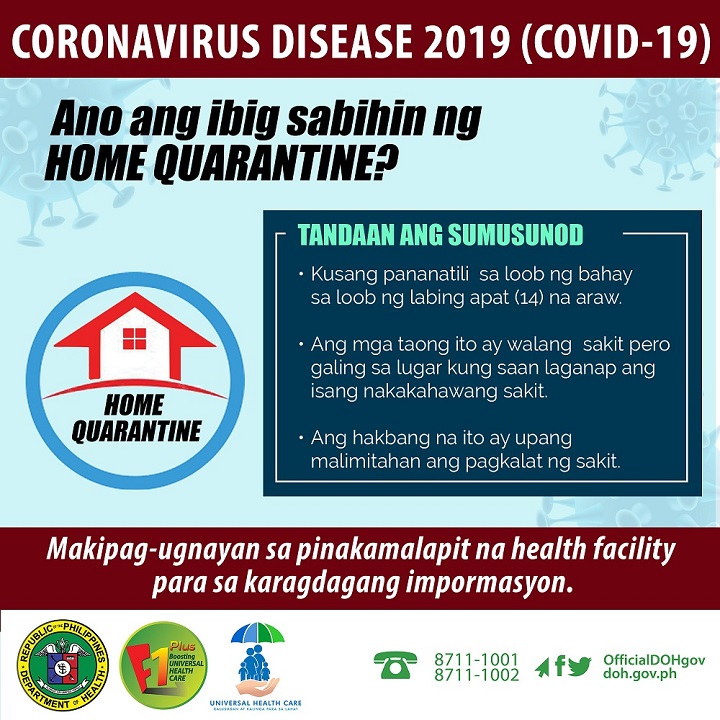 CORONAVIRUS DISEASE 2019 (COVID-19)
Ano ang ibig sabihin ng
HOME QUARANTINE?
TANDAAN ANG SUMUSUNOD
• Kusang pananatili sa loob ng bahay
sa loob ng labing apat (14) na araw.
• Ang mga taong ito ay walang sakit pero
galing sa lugar kung saan laganap ang
isang nakakahawang sakit.
• Ang hakbang na ito ay upang
malimitahan ang pagkalat ng sakit.
HOME
QUARANTINE
Makipag-ugnayan sa pinakamalapit na health facility
para sa karagdagang impormasyon.
REPUBLIC OF THE PHILIPPINES
DEPARTMENT OF HEALTH
F1 Plus
Boosting
UNIVERSAL
HEALTH
CARE
UNIVERSAL HEALTH CARE
KALUSUGAN AT KALINGA PARA SA LAHAT
8711-1001
8711-1002
OfficialDOHgov
doh.gov.ph